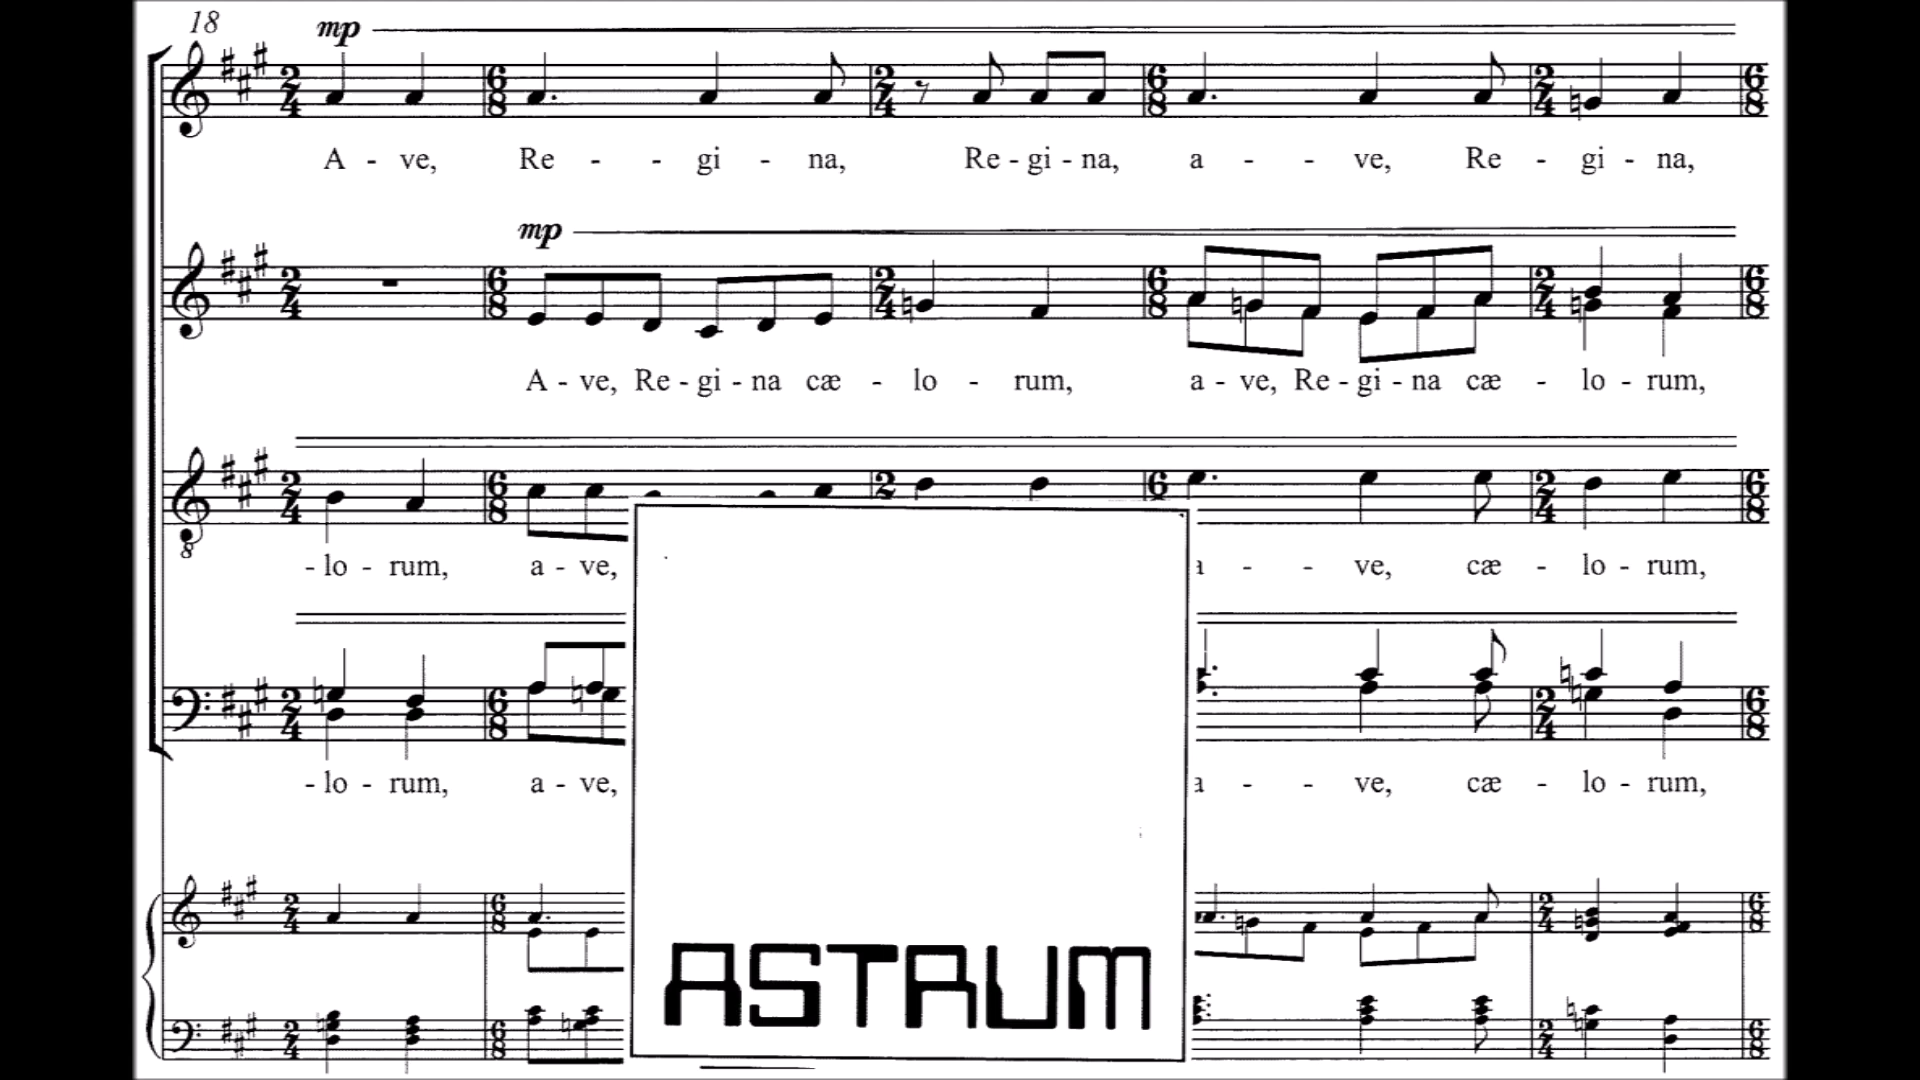 18
mp
A - ve, Re - - gi - na, Re - gi - na, a - - ve, Re - gi - na,
mp
A - ve, Re - gi - na cæ - lo - rum, a - ve, Re - gi - na cæ - lo - rum,
- lo - rum, a - ve, a - - ve, cæ - lo - rum,
- lo - rum, a - ve, a - - ve, cæ - lo - rum,
ASTRUM